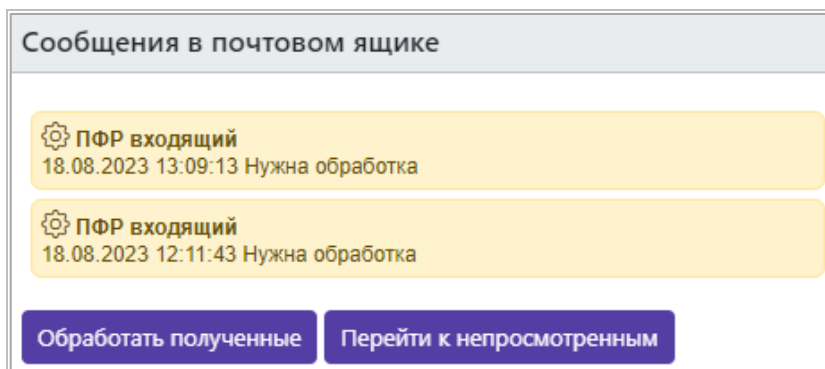 Сообщения в почтовом ящике
ПФР входящий
18.08.2023 13:09:13 Нужна обработка
ПФР входящий
18.08.2023 12:11:43 Нужна обработка
Обработать полученные Перейти к непросмотренным